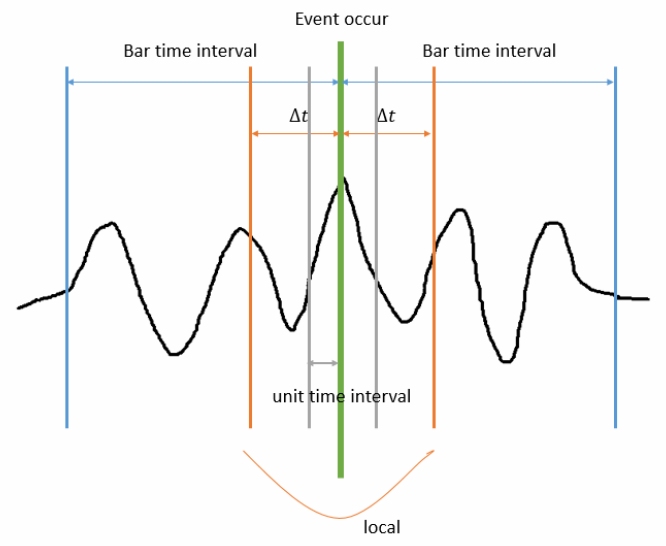 Event occur
Bar time interval
Bar time interval
Δt
Δt
unit time interval
local